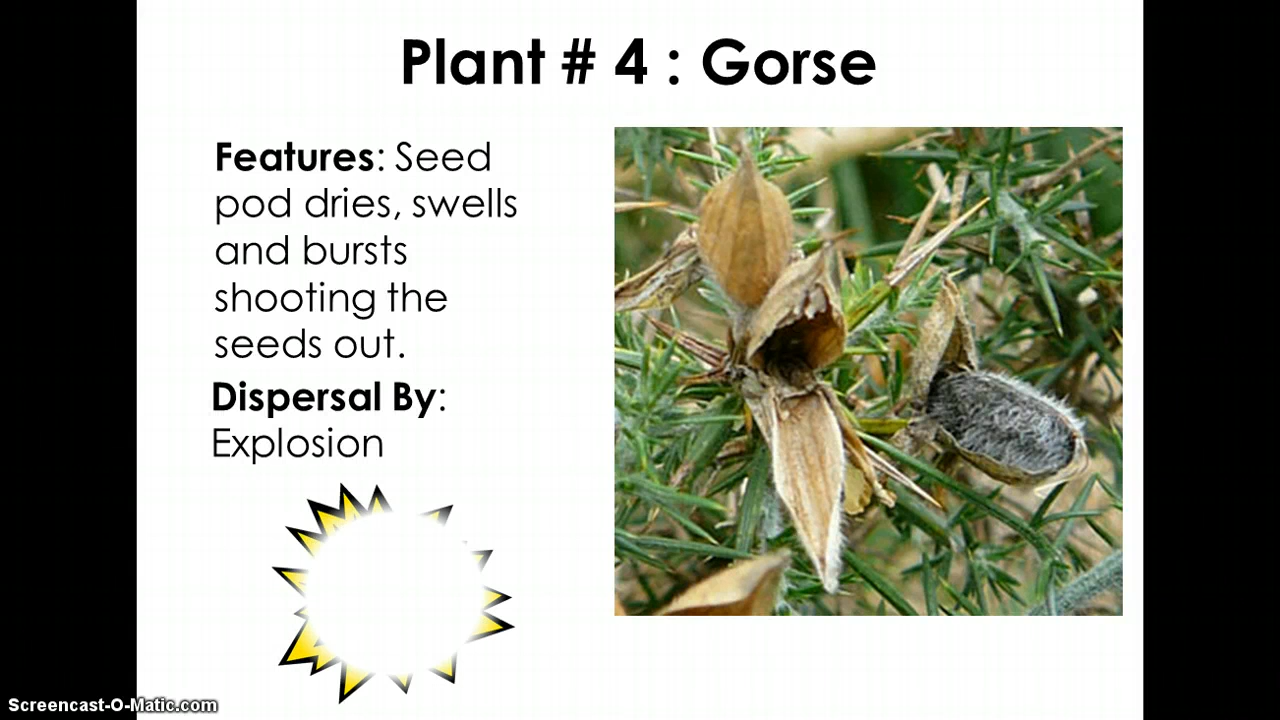 Plant # 4 : Gorse
Features: Seed
pod dries, swells
and bursts
shooting the
seeds out.
Dispersal By:
Explosion
Screencast-O-Matic.com